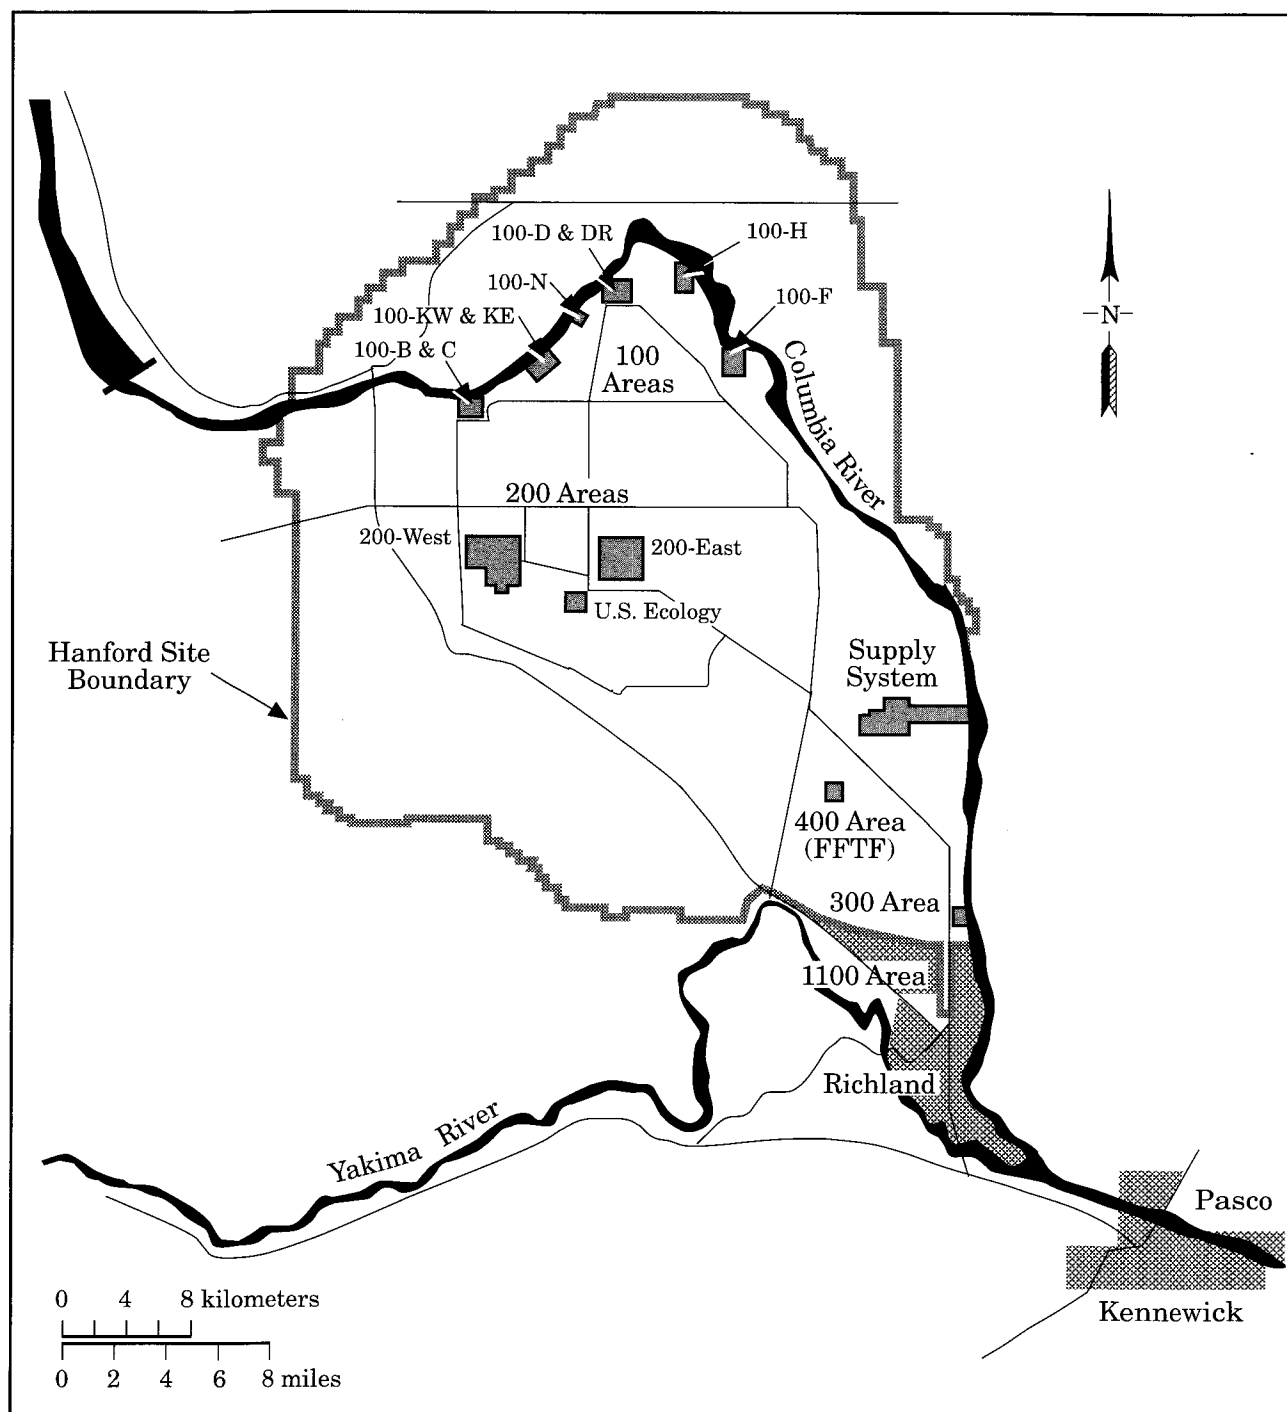 100-D & DR
100-H
100-N
100-F
100-KW & KE
100-B & C
100
Areas
Columbia River
N
200 Areas
200-West
200-East
U.S. Ecology
Hanford Site
Boundary
Supply
System
400 Area
(FFTF)
300 Area
1100 Area
Richland
Yakima River
Pasco
Kennewick
0 4 8 kilometers
0 2 4 6 8 miles